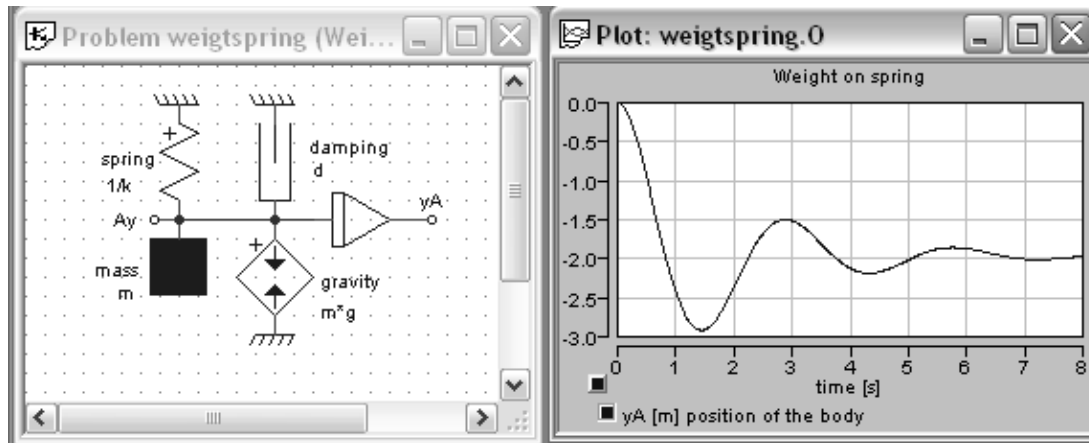 Problem weigtspring (Wei...
spring
1/k
damping
d
Ay
yA
mass
m
gravity
m*g
Plot: weigtspring.O
Weight on spring
0.0
-0.5
-1.0
-1.5
-2.0
-2.5
-3.0
0 1 2 3 4 5 6 7 8
time [s]
yA [m] position of the body